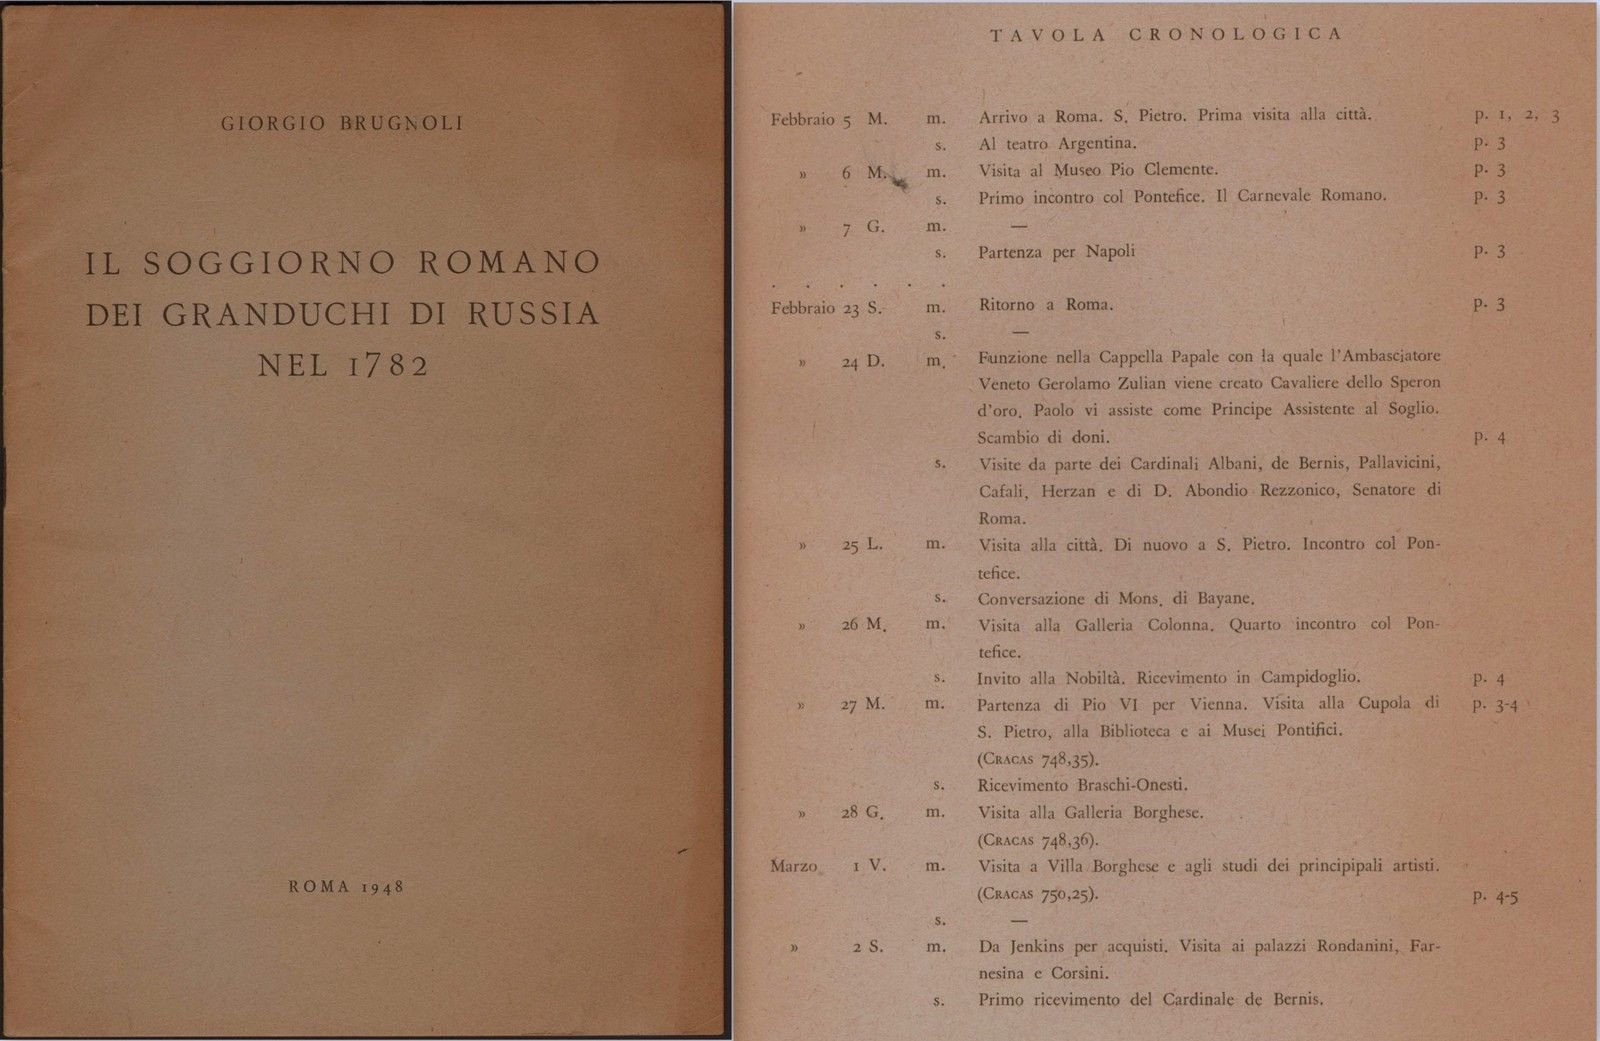 GIORGIO BRUGNOLI
IL SOGGIORNO ROMANO
DEI GRANDUCHI DI RUSSIA
NEL 1782
ROMA 1948
TAVOLA CRONOLOGICA
Febbraio 5 M. m. Arrivo a Roma. S. Pietro. Prima visita alla città. p. 1, 2, 3
s. Al teatro Argentina. p. 3
» 6 M. m. Visita al Museo Pio Clemente. p. 3
s. Primo incontro col Pontefice. Il Carnevale Romano. p. 3
» 7 G. m. —
s. Partenza per Napoli p. 3
. . . . . .
Febbraio 23 S. m. Ritorno a Roma. p. 3
s. —
» 24 D. m. Funzione nella Cappella Papale con la quale l'Ambasciatore
Veneto Gerolamo Zulian viene creato Cavaliere dello Speron
d'oro. Paolo vi assiste come Principe Assistente al Soglio.
Scambio di doni. p. 4
s. Visite da parte dei Cardinali Albani, de Bernis, Pallavicini,
Cafali, Herzan e di D. Abondio Rezzonico, Senatore di
Roma.
» 25 L. m. Visita alla città. Di nuovo a S. Pietro. Incontro col Pon-
tefice.
s. Conversazione di Mons. di Bayane.
» 26 M. m. Visita alla Galleria Colonna. Quarto incontro col Pon-
tefice.
s. Invito alla Nobiltà. Ricevimento in Campidoglio. p. 4
» 27 M. m. Partenza di Pio VI per Vienna. Visita alla Cupola di p. 3-4
S. Pietro, alla Biblioteca e ai Musei Pontifici.
(CRACAS 748,35).
s. Ricevimento Braschi-Onesti.
» 28 G. m. Visita alla Galleria Borghese.
(CRACAS 748,36).
Marzo 1 V. m. Visita a Villa Borghese e agli studi dei principipali artisti.
(CRACAS 750,25). p. 4-5
s. —
» 2 S. m. Da Jenkins per acquisti. Visita ai palazzi Rondanini, Far-
nesina e Corsini.
s. Primo ricevimento del Cardinale de Bernis.